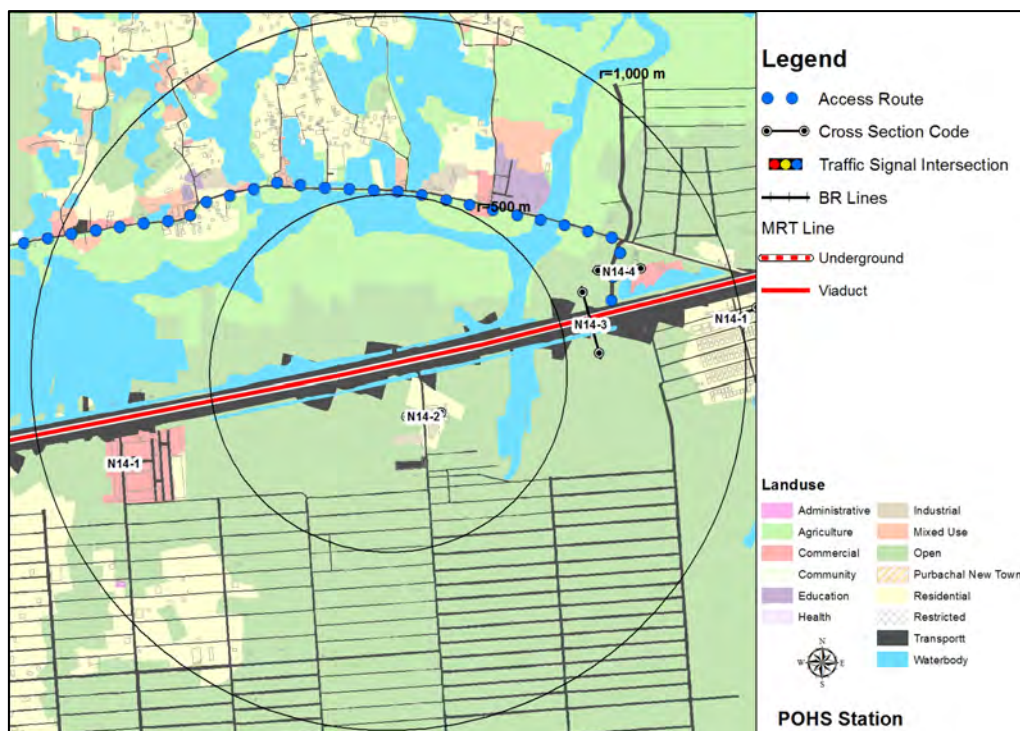 r=1,000 m
r=500 m
N14-4
N14-3
N14-1
N14-2
N14-1
Legend
Access Route
Cross Section Code
Traffic Signal Intersection
BR Lines
MRT Line
Underground
Viaduct
Landuse
Administrative
Agriculture
Commercial
Community
Education
Health
Industrial
Mixed Use
Open
Purbachal New Town
Residential
Restricted
Transportt
Waterbody
N
W
E
S
POHS Station